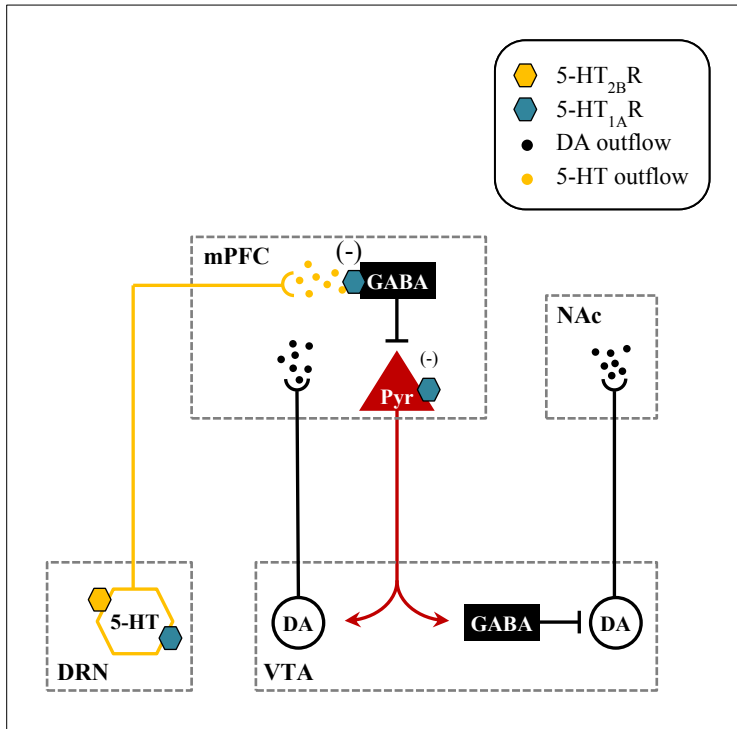 5-HT2BR
5-HT1AR
DA outflow
5-HT outflow
mPFC
(-)
GABA
NAc
(-)
Pyr
5-HT
DA
GABA
DA
DRN
VTA